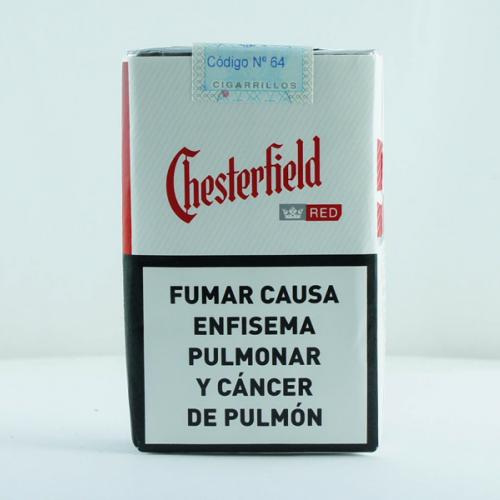 Código Nº 64
CIGARRILLOS
Chesterfield
RED
FUMAR CAUSA
ENFISEMA
PULMONAR
Y CÁNCER
DE PULMÓN